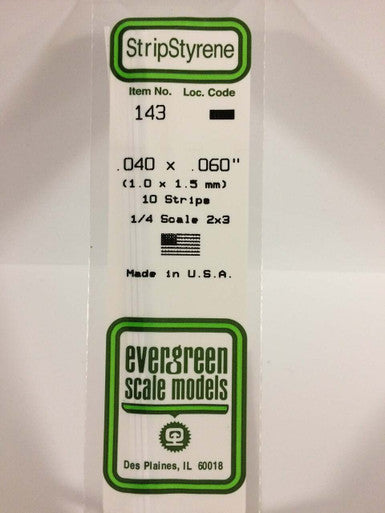 StripStyrene
Item No. Loc. Code
143
.040 x .060"
(1.0 x 1.5 mm)
10 Strips
1/4 Scale 2x3
Made in U.S.A.
evergreen
scale models
Des Plaines, IL 60018